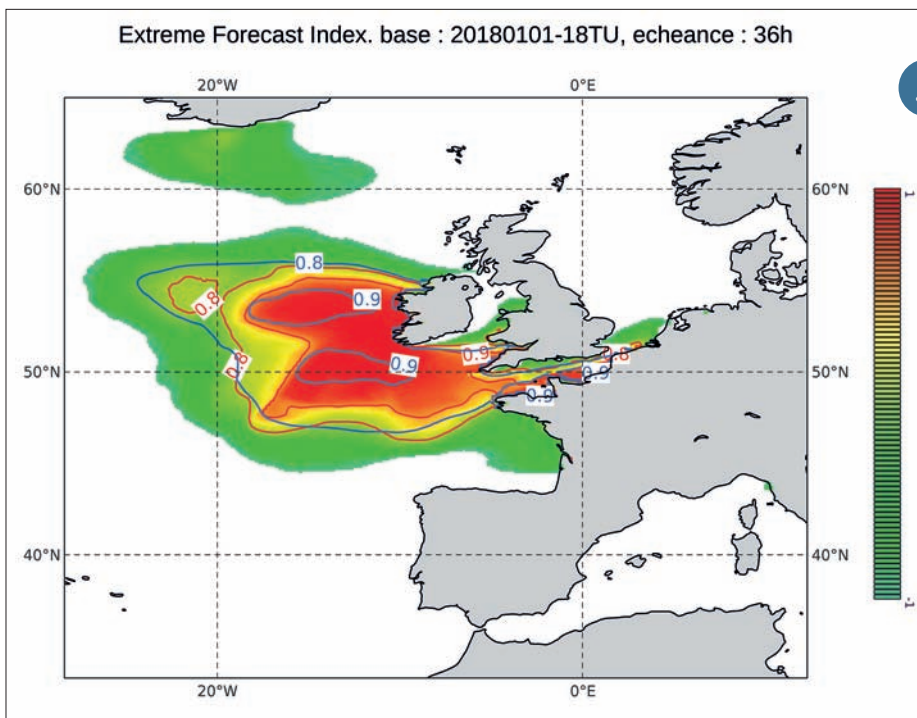 Extreme Forecast Index. base : 20180101-18TU, echeance : 36h
20°W 0°E
60°N 60°N
0.8
0.9
0.8
0.9 0.8
0.8
50°N 0.9 0.9 50°N
0.9
40°N 40°N
20°W 0°E
1
-1